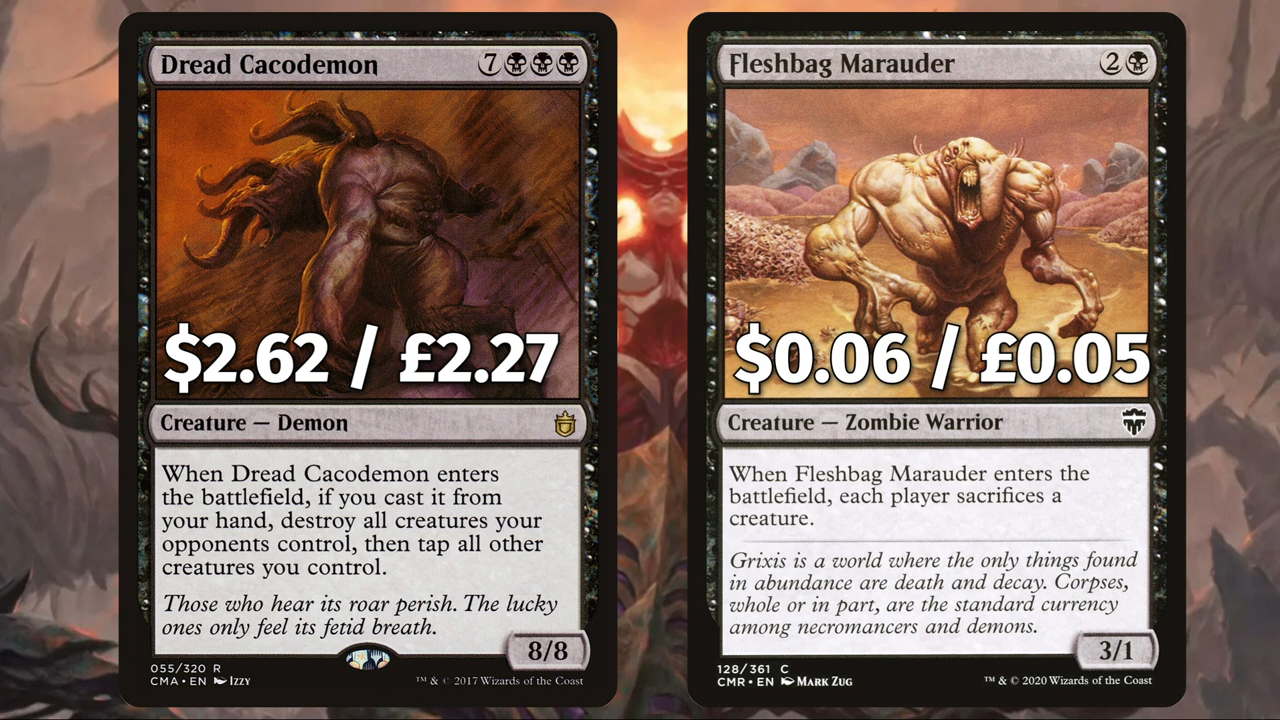 Dread Cacodemon 7
$2.62 / £2.27
Creature — Demon
When Dread Cacodemon enters
the battlefield, if you cast it from
your hand, destroy all creatures your
opponents control, then tap all other
creatures you control.
Those who hear its roar perish. The lucky
ones only feel its fetid breath.
8/8
055/320 R
CMA • EN Izzy
™ & © 2017 Wizards of the Coast
Fleshbag Marauder 2
$0.06 / £0.05
Creature — Zombie Warrior
When Fleshbag Marauder enters the
battlefield, each player sacrifices a
creature.
Grixis is a world where the only things found
in abundance are death and decay. Corpses,
whole or in part, are the standard currency
among necromancers and demons.
3/1
128/361 C
CMR • EN Mark Zug
™ & © 2020 Wizards of the Coast